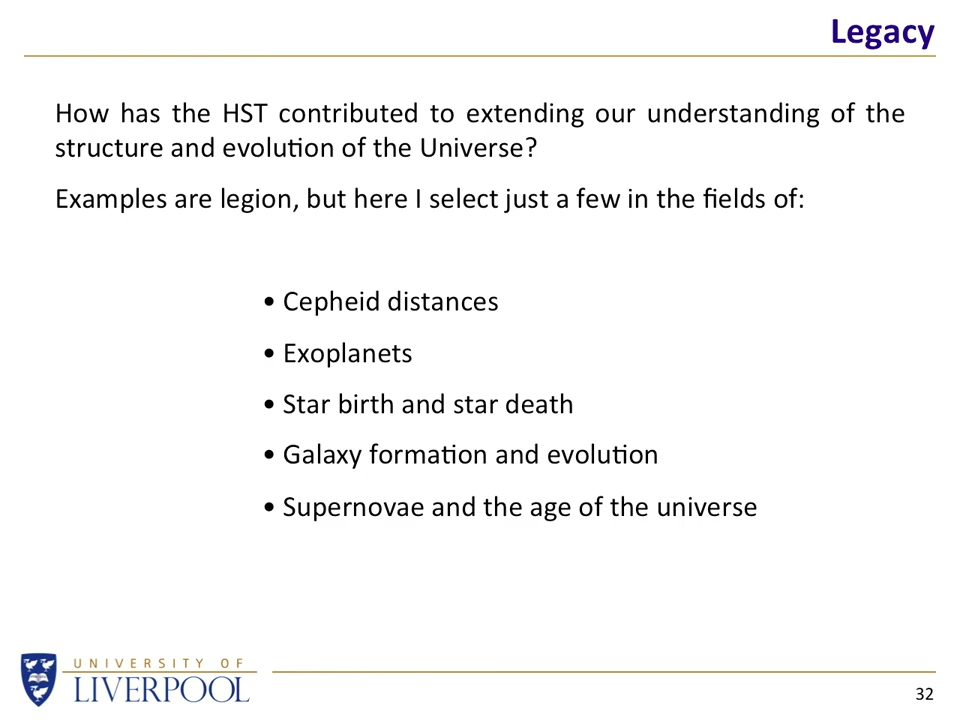 Legacy
How has the HST contributed to extending our understanding of the
structure and evolution of the Universe?
Examples are legion, but here I select just a few in the fields of:
• Cepheid distances
• Exoplanets
• Star birth and star death
• Galaxy formation and evolution
• Supernovae and the age of the universe
UNIVERSITY OF
LIVERPOOL
32